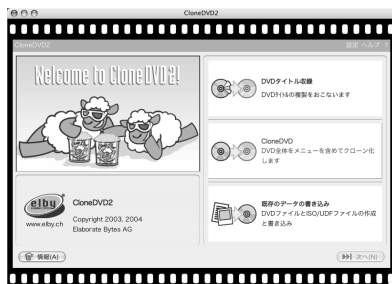 CloneDVD2
CloneDVD2
設定 ヘルプ ?
Welcome to CloneDVD2!
DVDタイトル収録
DVDﾀｲﾄﾙの複製をおこないます
CloneDVD
DVD全体をメニューを含めてクローン化
します
既存のデータの書き込み
DVDファイルとISO/UDFファイルの作成
と書き込み
elby
www.elby.ch
CloneDVD2
Copyright 2003, 2004
Elaborate Bytes AG
情報(A)
次へ(N)